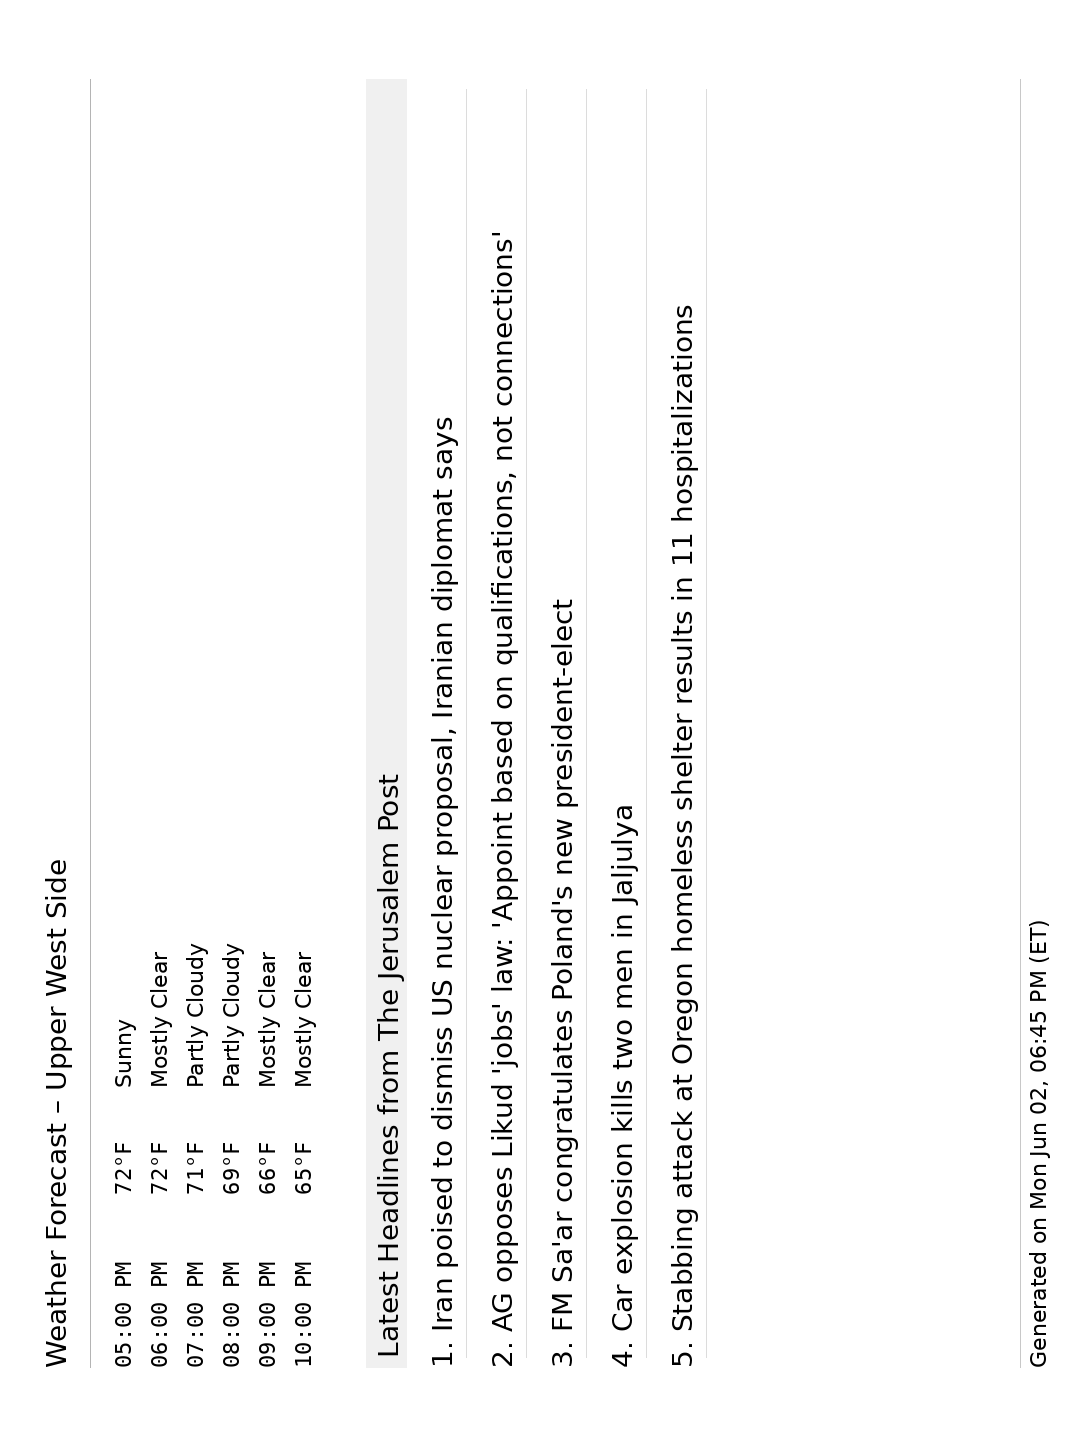 Weather Forecast – Upper West Side
05:00 PM 72°F Sunny
06:00 PM 72°F Mostly Clear
07:00 PM 71°F Partly Cloudy
08:00 PM 69°F Partly Cloudy
09:00 PM 66°F Mostly Clear
10:00 PM 65°F Mostly Clear
Latest Headlines from The Jerusalem Post
1. Iran poised to dismiss US nuclear proposal, Iranian diplomat says
2. AG opposes Likud 'jobs' law: 'Appoint based on qualifications, not connections'
3. FM Sa'ar congratulates Poland's new president-elect
4. Car explosion kills two men in Jaljulya
5. Stabbing attack at Oregon homeless shelter results in 11 hospitalizations
Generated on Mon Jun 02, 06:45 PM (ET)